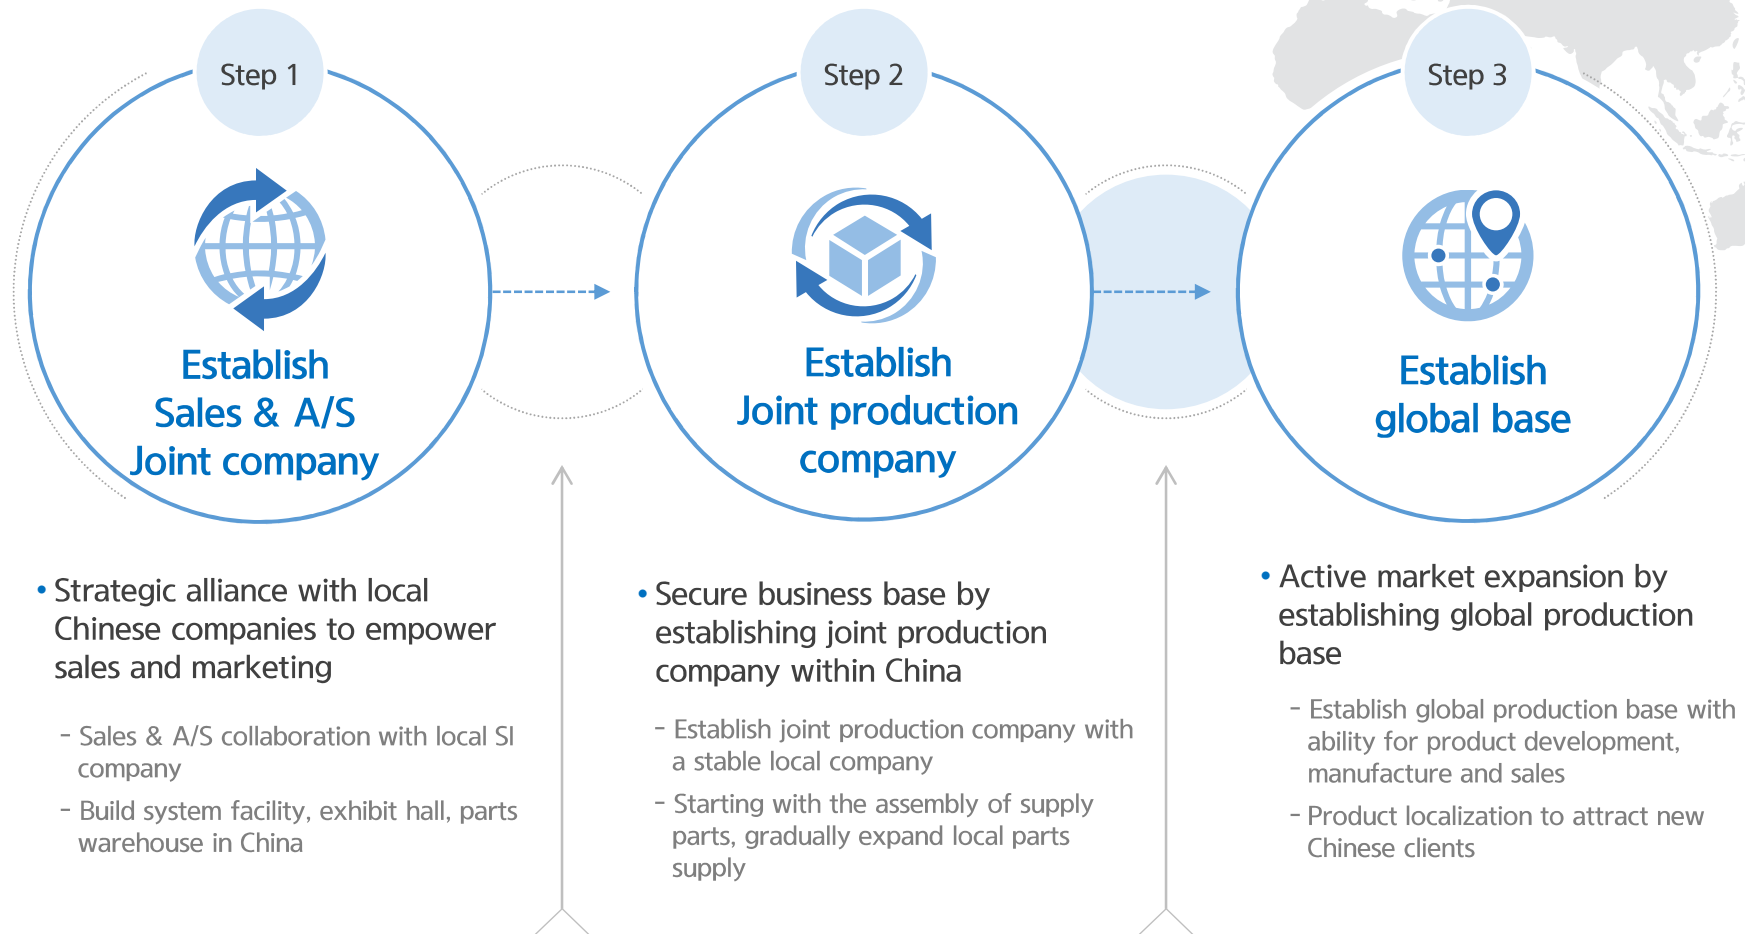 Step 1
Establish
Sales & A/S
Joint company
• Strategic alliance with local
Chinese companies to empower
sales and marketing
- Sales & A/S collaboration with local SI
company
- Build system facility, exhibit hall, parts
warehouse in China
Step 2
Establish
Joint production
company
• Secure business base by
establishing joint production
company within China
- Establish joint production company with
a stable local company
- Starting with the assembly of supply
parts, gradually expand local parts
supply
Step 3
Establish
global base
• Active market expansion by
establishing global production
base
- Establish global production base with
ability for product development,
manufacture and sales
- Product localization to attract new
Chinese clients